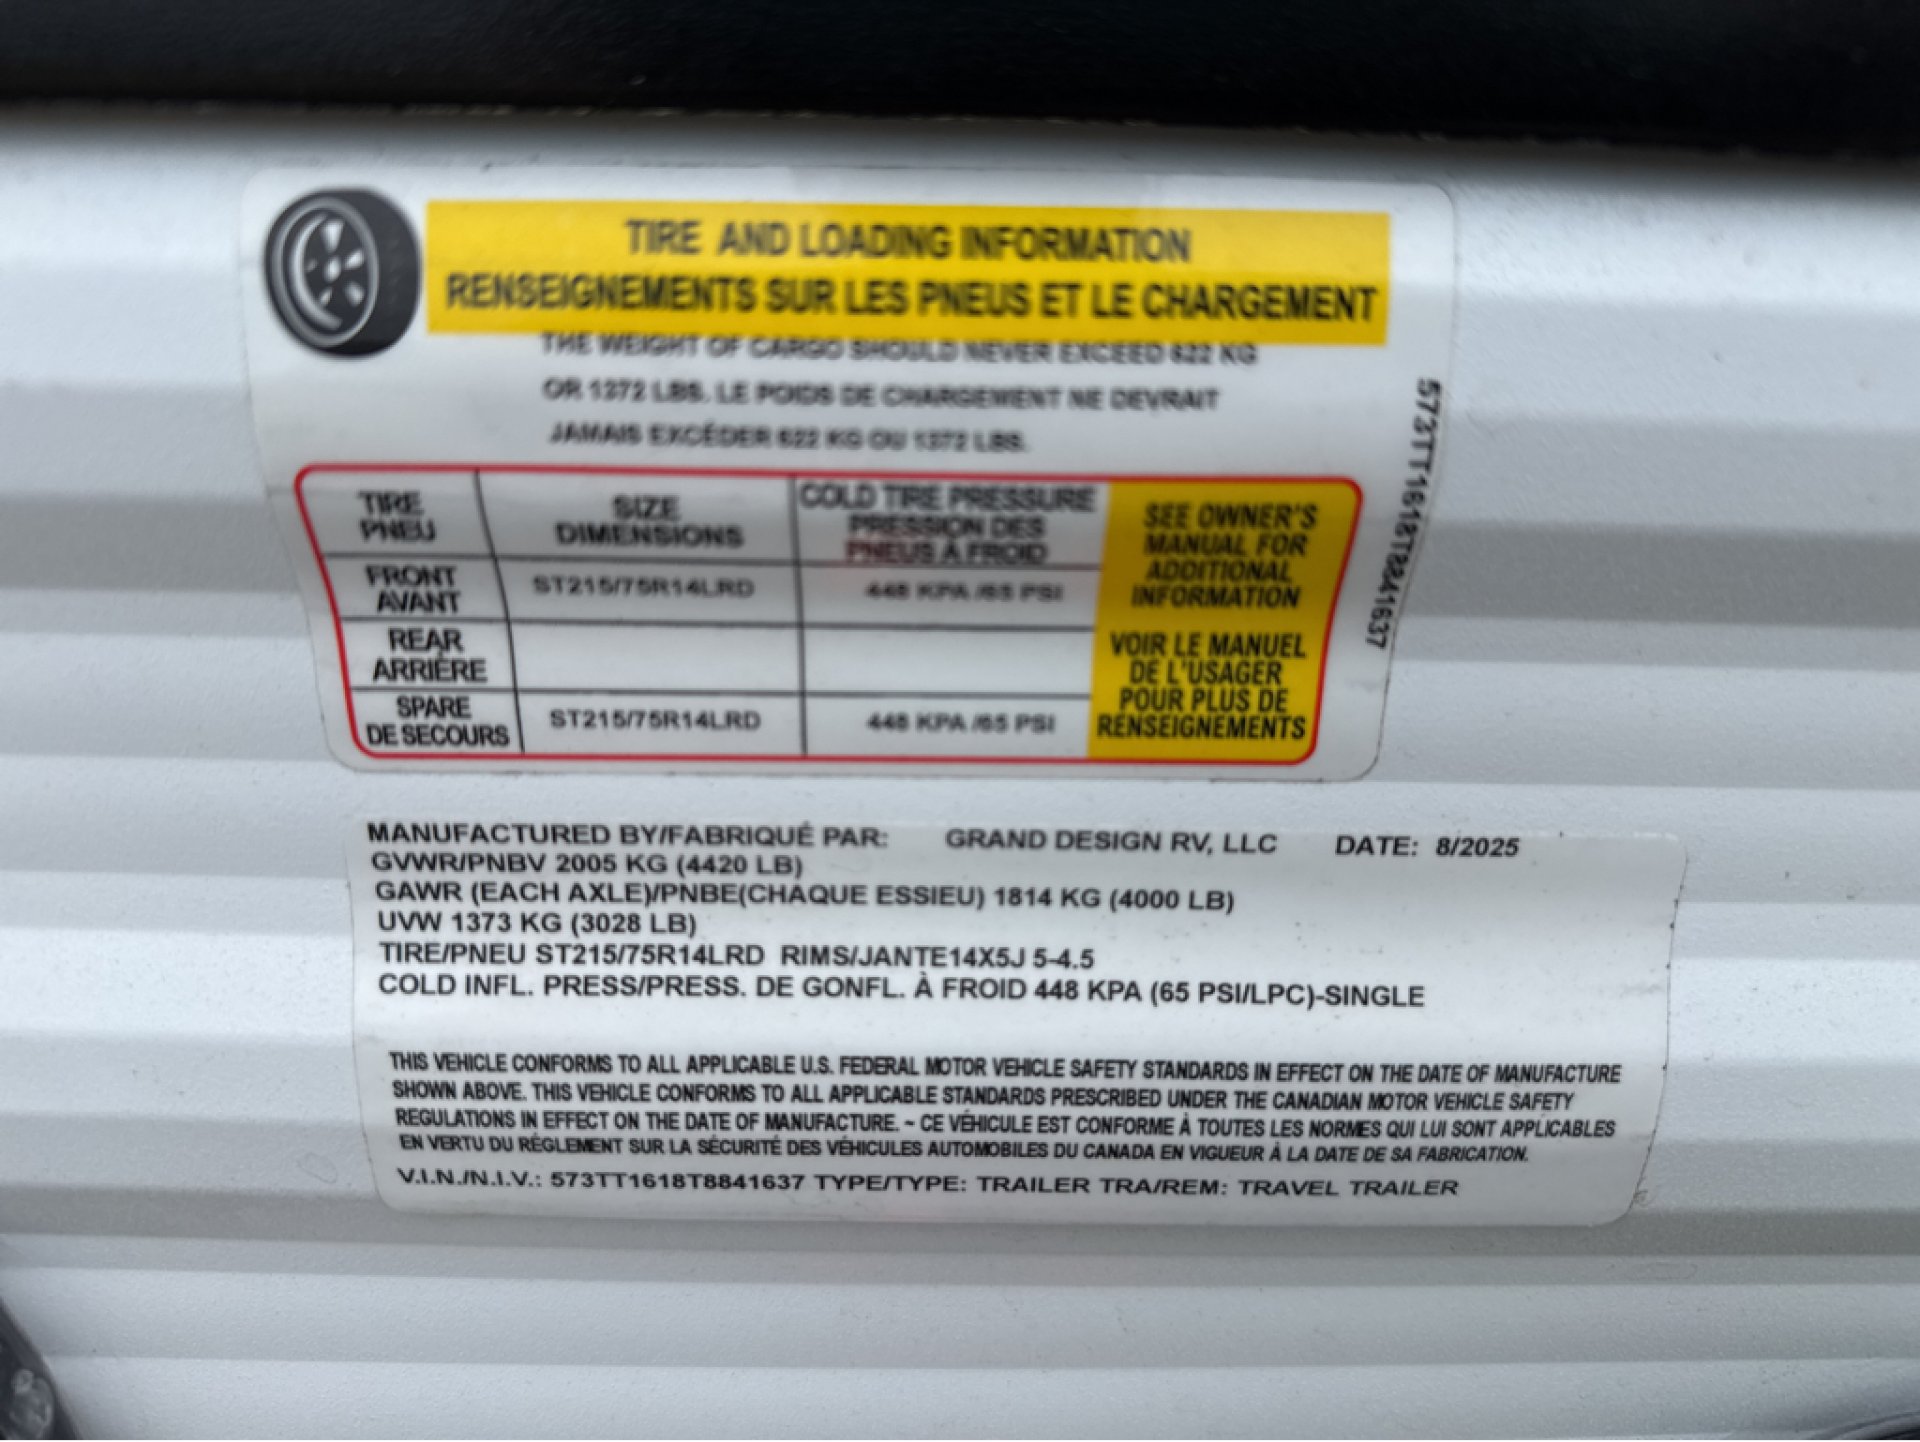 TIRE AND LOADING INFORMATION
RENSEIGNEMENTS SUR LES PNEUS ET LE CHARGEMENT
THE WEIGHT OF CARGO SHOULD NEVER EXCEED 622 KG
OR 1372 LBS. LE POIDS DE CHARGEMENT NE DEVRAIT
JAMAIS EXCÉDER 622 KG OU 1372 LBS.
TIRE
PNEU
SIZE
DIMENSIONS
COLD TIRE PRESSURE
PRESSION DES
PNEUS À FROID
FRONT
AVANT
ST215/75R14LRD
448 KPA /65 PSI
REAR
ARRIÈRE
SPARE
DE SECOURS
ST215/75R14LRD
448 KPA /65 PSI
SEE OWNER'S
MANUAL FOR
ADDITIONAL
INFORMATION
VOIR LE MANUEL
DE L'USAGER
POUR PLUS DE
RENSEIGNEMENTS
573TT1618T8841637
MANUFACTURED BY/FABRIQUÉ PAR: GRAND DESIGN RV, LLC DATE: 8/2025
GVWR/PNBV 2005 KG (4420 LB)
GAWR (EACH AXLE)/PNBE(CHAQUE ESSIEU) 1814 KG (4000 LB)
UVW 1373 KG (3028 LB)
TIRE/PNEU ST215/75R14LRD RIMS/JANTE14X5J 5-4.5
COLD INFL. PRESS/PRESS. DE GONFL. À FROID 448 KPA (65 PSI/LPC)-SINGLE
THIS VEHICLE CONFORMS TO ALL APPLICABLE U.S. FEDERAL MOTOR VEHICLE SAFETY STANDARDS IN EFFECT ON THE DATE OF MANUFACTURE
SHOWN ABOVE. THIS VEHICLE CONFORMS TO ALL APPLICABLE STANDARDS PRESCRIBED UNDER THE CANADIAN MOTOR VEHICLE SAFETY
REGULATIONS IN EFFECT ON THE DATE OF MANUFACTURE. ~ CE VÉHICULE EST CONFORME À TOUTES LES NORMES QUI LUI SONT APPLICABLES
EN VERTU DU RÈGLEMENT SUR LA SÉCURITÉ DES VÉHICULES AUTOMOBILES DU CANADA EN VIGUEUR À LA DATE DE SA FABRICATION.
V.I.N./N.I.V.: 573TT1618T8841637 TYPE/TYPE: TRAILER TRA/REM: TRAVEL TRAILER